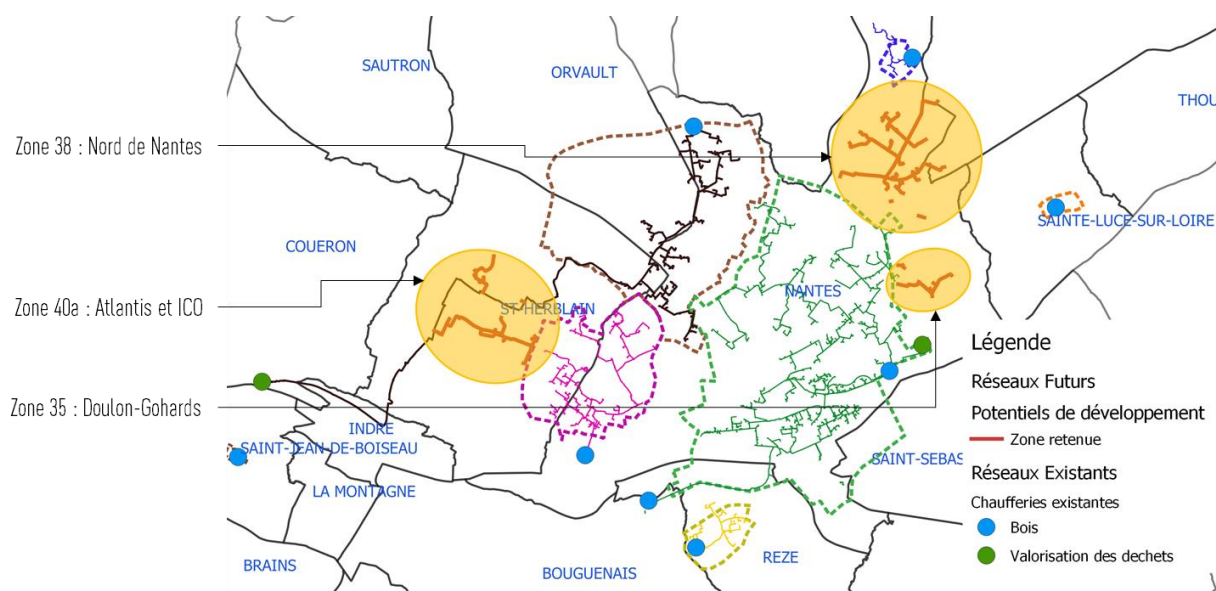 SAUTRON
ORVAULT
THOU
Zone 38 : Nord de Nantes
SAINTE-LUCE-SUR-LOIRE
COUERON
NANTES
Zone 40a : Atlantis et ICO
ST-HERBLAIN
Zone 35 : Doulon-Gohards
INDRE
SAINT-JEAN-DE-BOISEAU
LA MONTAGNE
SAINT-SEBAS
BRAINS
BOUGUENAIS
REZE
Légende
Réseaux Futurs
Potentiels de développement
Zone retenue
Réseaux Existants
Chaufferies existantes
Bois
Valorisation des dechets